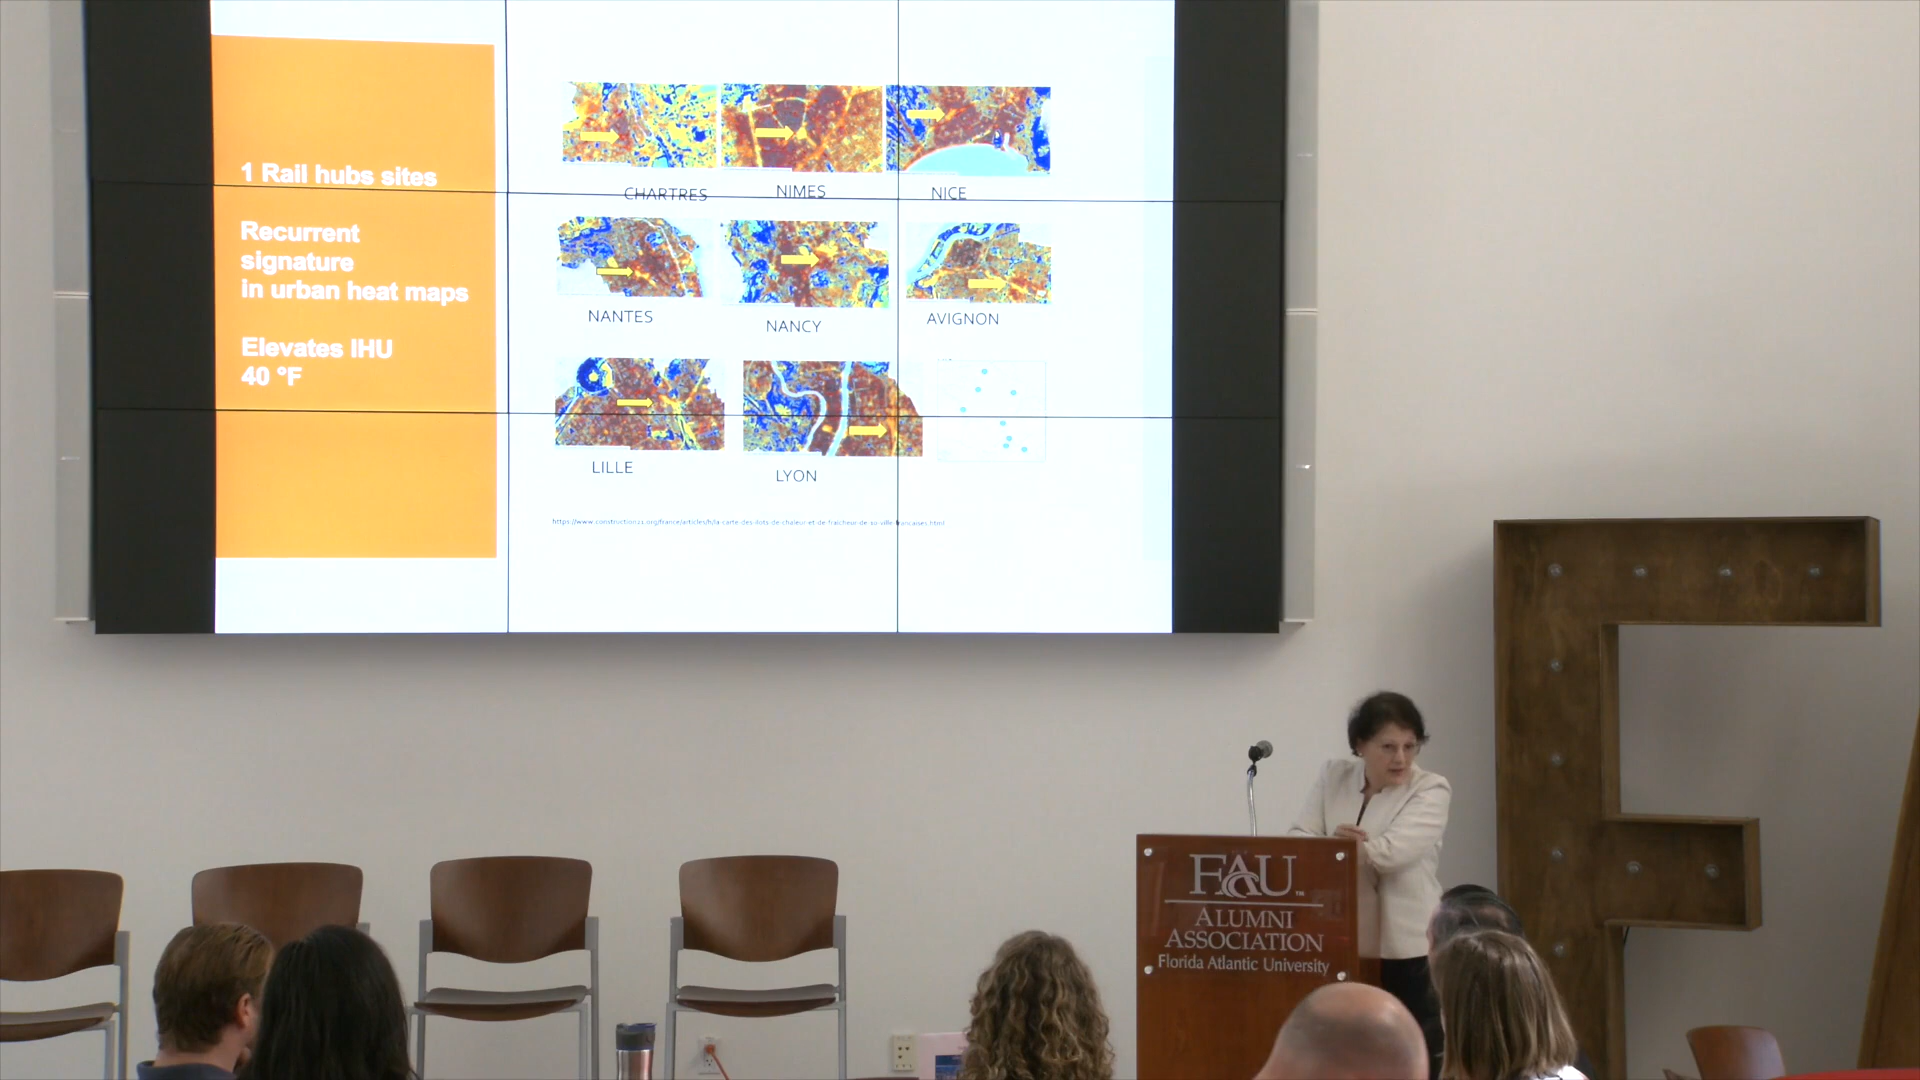 1 Rail hubs sites
Recurrent
signature
in urban heat maps
Elevates IHU
40 °F
CHARTRES
NIMES
NICE
NANTES
NANCY
AVIGNON
LILLE
LYON
FAU
ALUMNI
ASSOCIATION
Florida Atlantic University